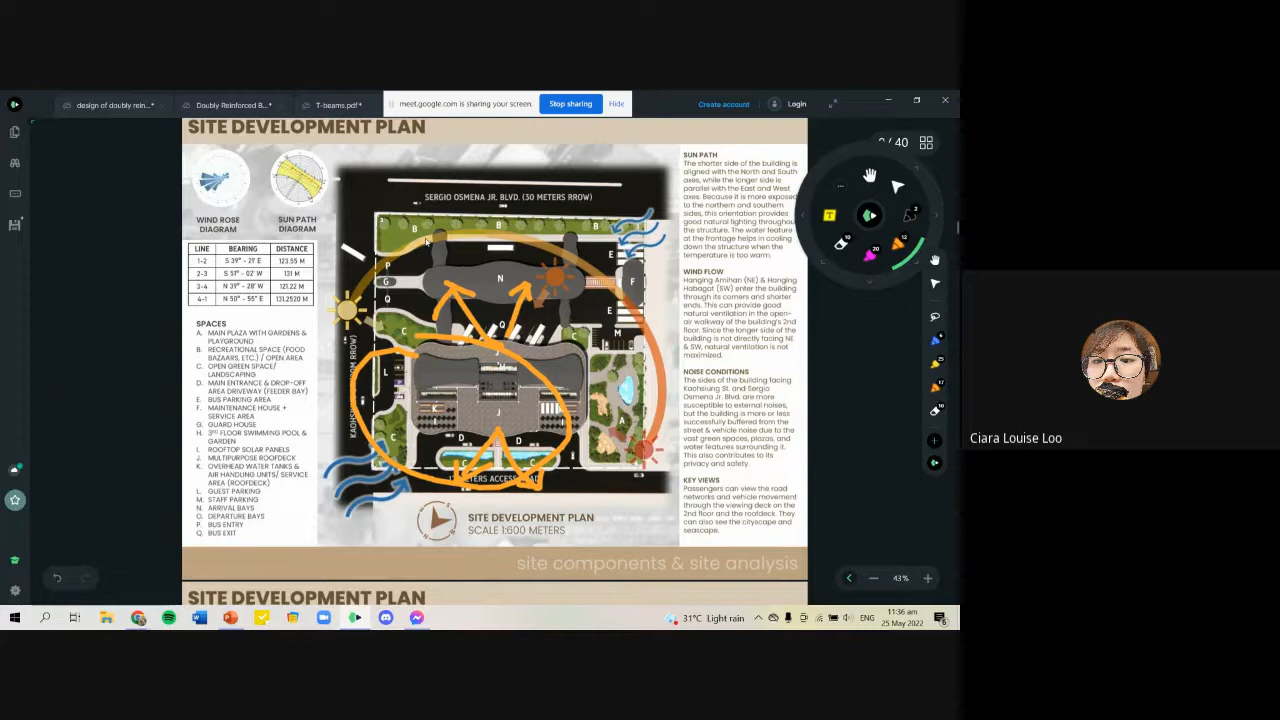 design of doubly rein...*
Doubly Reinforced B...*
T-beams.pdf*
meet.google.com is sharing your screen.
Stop sharing
Hide
Create account
Login
SITE DEVELOPMENT PLAN
/ 40
WIND ROSE
DIAGRAM
SUN PATH
DIAGRAM
LINE BEARING DISTANCE
1-2 S 39° - 21' E 123.55 M
2-3 S 51° - 02' W 131 M
3-4 N 39° - 28' W 121.22 M
4-1 N 50° - 55' E 131.2520 M
SPACES
A. MAIN PLAZA WITH GARDENS &
PLAYGROUND
B. RECREATIONAL SPACE (FOOD
BAZAARS, ETC.) / OPEN AREA
C. OPEN GREEN SPACE/
LANDSCAPING
D. MAIN ENTRANCE & DROP-OFF
AREA DRIVEWAY (FEEDER BAY)
E. BUS PARKING AREA
F. MAINTENANCE HOUSE +
SERVICE AREA
G. GUARD HOUSE
H. 3RD FLOOR SWIMMING POOL &
GARDEN
I. ROOFTOP SOLAR PANELS
J. MULTIPURPOSE ROOFDECK
K. OVERHEAD WATER TANKS &
AIR HANDLING UNITS/ SERVICE
AREA (ROOFDECK)
L. GUEST PARKING
M. STAFF PARKING
N. ARRIVAL BAYS
O. DEPARTURE BAYS
P. BUS ENTRY
Q. BUS EXIT
SERGIO OSMENA JR. BLVD. (30 METERS RROW)
B
B
B
E
P
G
N
F
Q
E
C
C
M
L
K
J
A
C
D
D
SITE DEVELOPMENT PLAN
SCALE 1:600 METERS
SUN PATH
The shorter side of the building is
aligned with the North and South
axis, while the longer side is
parallel with the East and West
axes. Because it is more exposed
to the northern and southern
sides, this orientation provides
good natural lighting throughout
the structure. The water feature
at the frontage helps in cooling
down the structure when the
temperature is too warm.
WIND FLOW
Hanging Amihan (NE) & Hanging
Habagat (SW) enter the building
through its corners and shorter
ends. This can provide good
natural ventilation in the open-
air walkway of the building's 2nd
floor. Since the longer side of the
building is not directly facing NE
& SW, natural ventilation is not
maximized.
NOISE CONDITIONS
The sides of the building facing
Kaohsiung St. and Sergio
Osmena Jr. Blvd. are more
susceptible to external noises,
but the building is more or less
successfully buffered from the
street & vehicle noise due to the
vast green spaces, plazas, and
water features surrounding it.
This also contributes to its
privacy and safety.
KEY VIEWS
Passengers can view the road
networks and vehicle movement
through the viewing deck on the
2nd floor and the roofdeck. They
can also see the cityscape and
seascape.
site components & site analysis
SITE DEVELOPMENT PLAN
43%
31°C Light rain
ENG
11:36 am
25 May 2022
Ciara Louise Loo